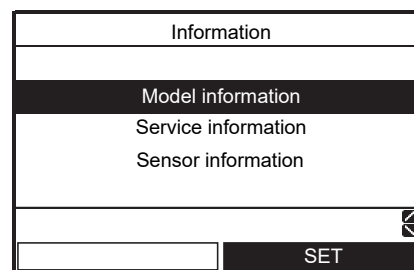 Information
Model information
Service information
Sensor information
SET